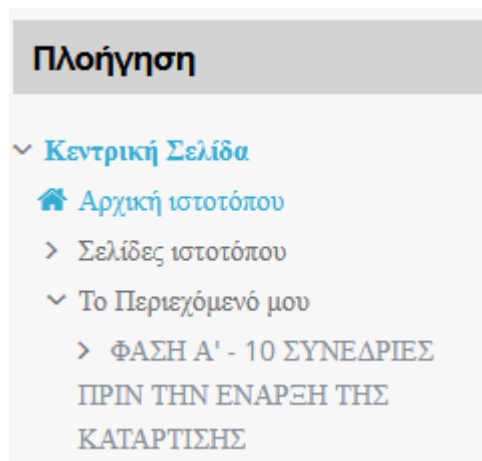 Πλοήγηση
Κεντρική Σελίδα
Αρχική ιστοτόπου
Σελίδες ιστοτόπου
Το Περιεχόμενό μου
ΦΑΣΗ Α' - 10 ΣΥΝΕΔΡΙΕΣ
ΠΡΙΝ ΤΗΝ ΕΝΑΡΞΗ ΤΗΣ
ΚΑΤΑΡΤΙΣΗΣ